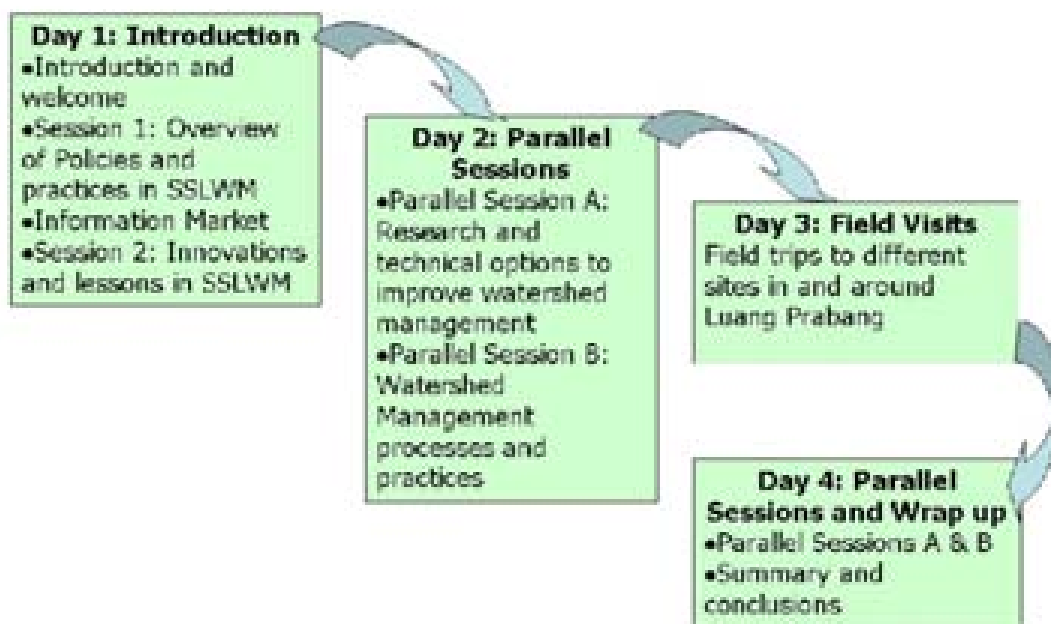 Day 1: Introduction
•Introduction and
welcome
•Session 1: Overview
of Policies and
practices in SSLWM
•Information Market
•Session 2: Innovations
and lessons in SSLWM
Day 2: Parallel
Sessions
•Parallel Session A:
Research and
technical options to
improve watershed
management
•Parallel Session B:
Watershed
Management
processes and
practices
Day 3: Field Visits
Field trips to different
sites in and around
Luang Prabang
Day 4: Parallel
Sessions and Wrap up
•Parallel Sessions A & B
•Summary and
conclusions